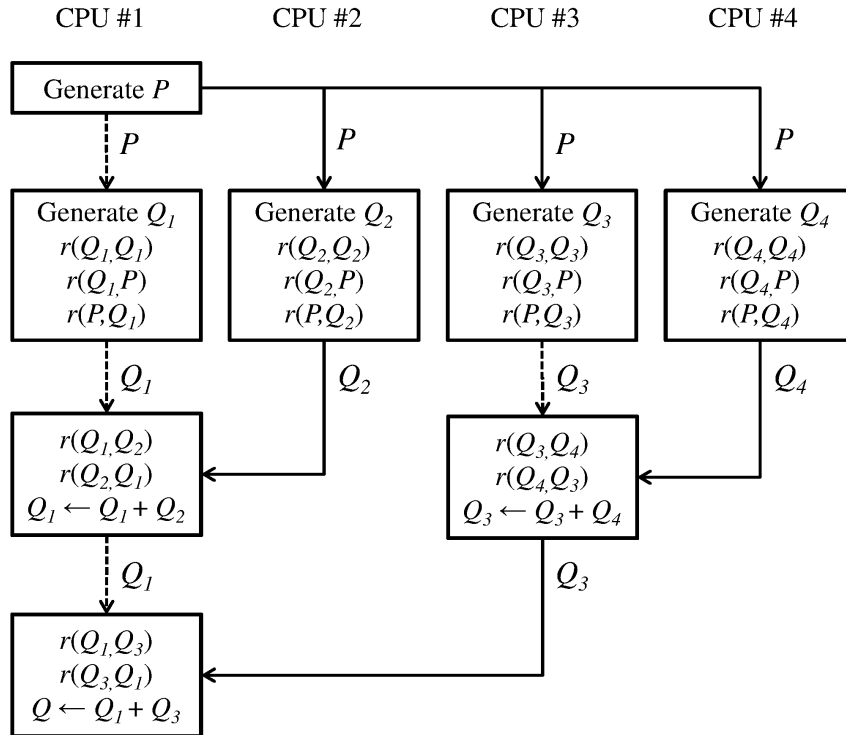 CPU #1 CPU #2 CPU #3 CPU #4
Generate P
P P P P
Generate Q1
r(Q1,Q1)
r(Q1,P)
r(P,Q1)
Generate Q2
r(Q2,Q2)
r(Q2,P)
r(P,Q2)
Generate Q3
r(Q3,Q3)
r(Q3,P)
r(P,Q3)
Generate Q4
r(Q4,Q4)
r(Q4,P)
r(P,Q4)
Q1 Q2 Q3 Q4
r(Q1,Q2)
r(Q2,Q1)
Q1 ← Q1 + Q2
r(Q3,Q4)
r(Q4,Q3)
Q3 ← Q3 + Q4
Q1 Q3
r(Q1,Q3)
r(Q3,Q1)
Q ← Q1 + Q3